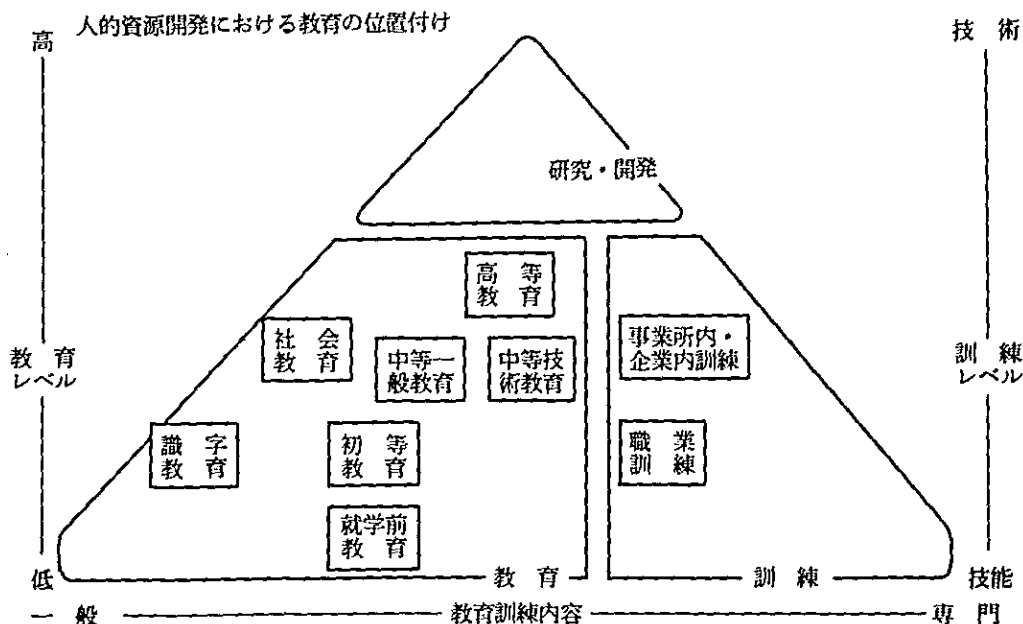 人的資源開発における教育の位置付け
高
技術
研究・開発
高等
教育
社会
教育
中等一
般教育
中等技
術教育
事業所内・
企業内訓練
教育
レベル
訓練
レベル
識字
教育
初等
教育
職業
訓練
就学前
教育
低
教育
訓練
技能
一般
教育訓練内容
専門